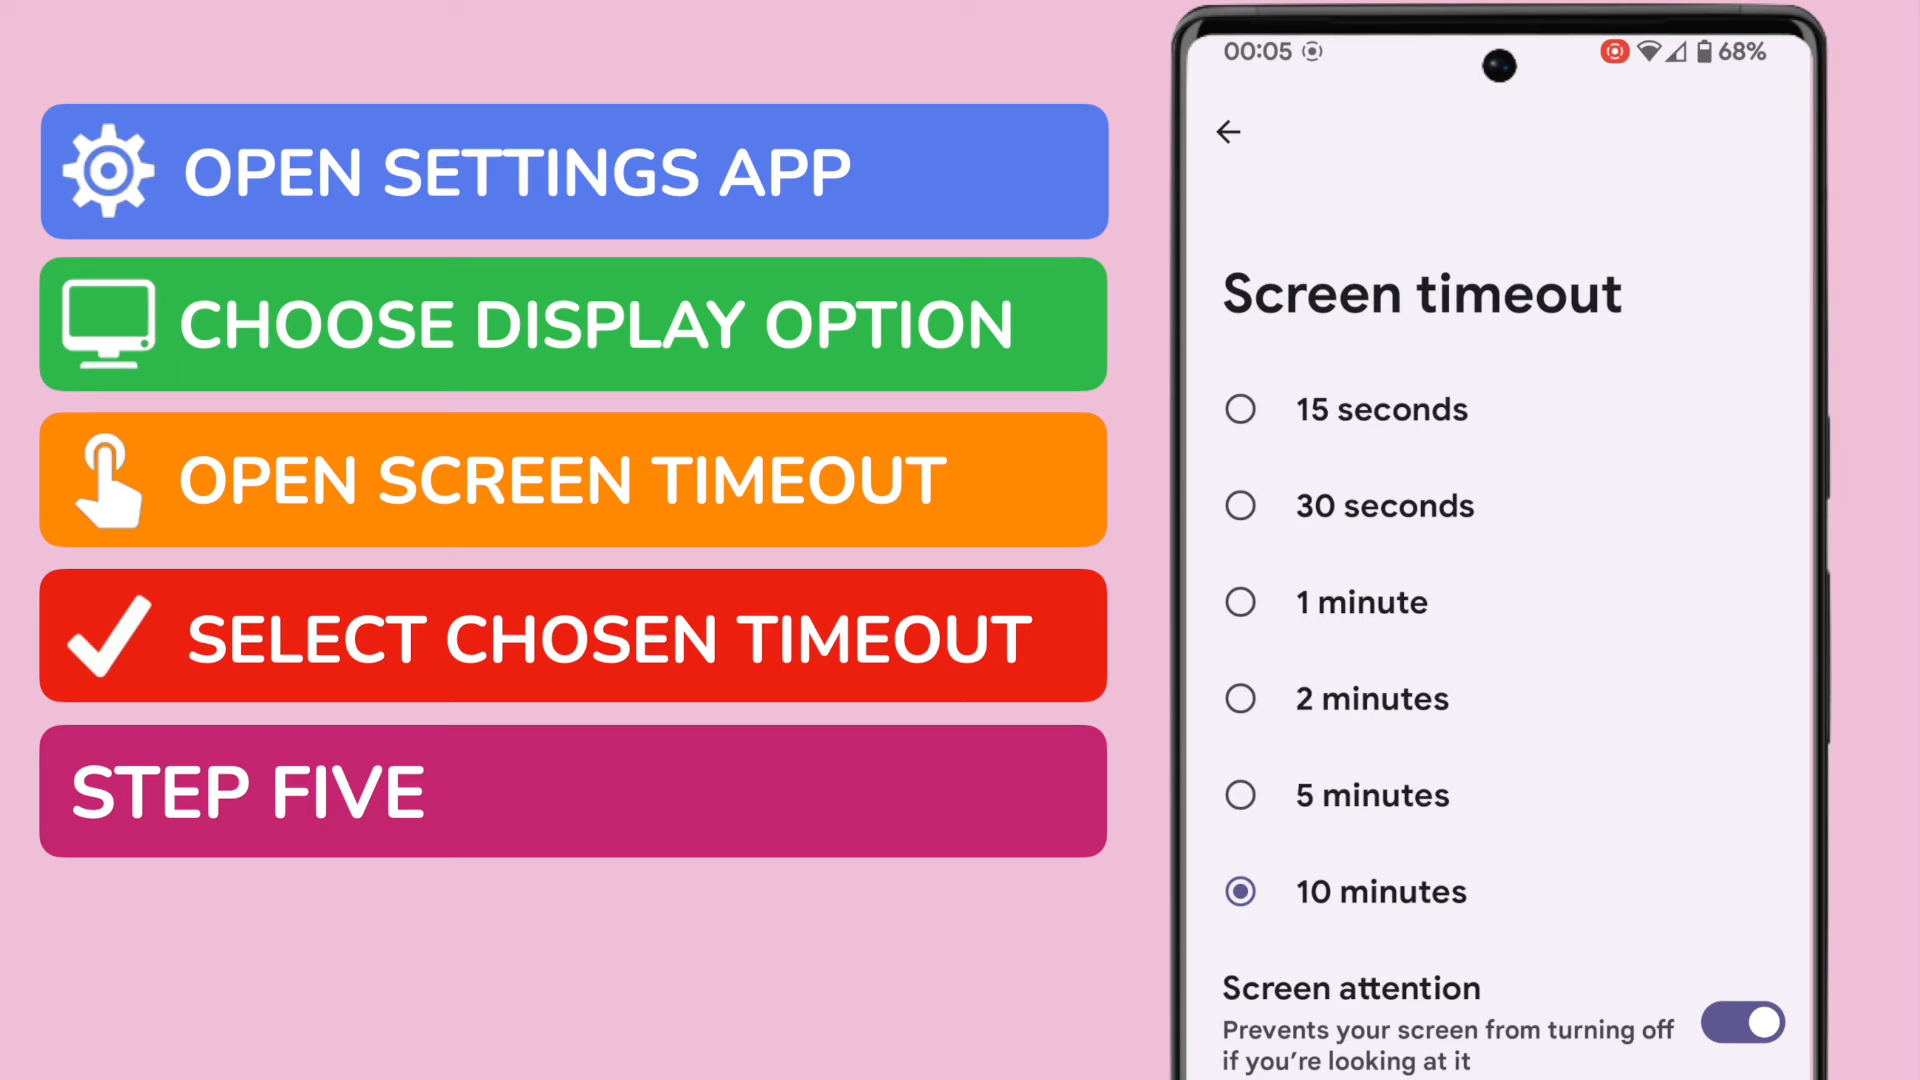 OPEN SETTINGS APP
CHOOSE DISPLAY OPTION
OPEN SCREEN TIMEOUT
SELECT CHOSEN TIMEOUT
STEP FIVE
00:05
68%
Screen timeout
15 seconds
30 seconds
1 minute
2 minutes
5 minutes
10 minutes
Screen attention
Prevents your screen from turning off
if you’re looking at it